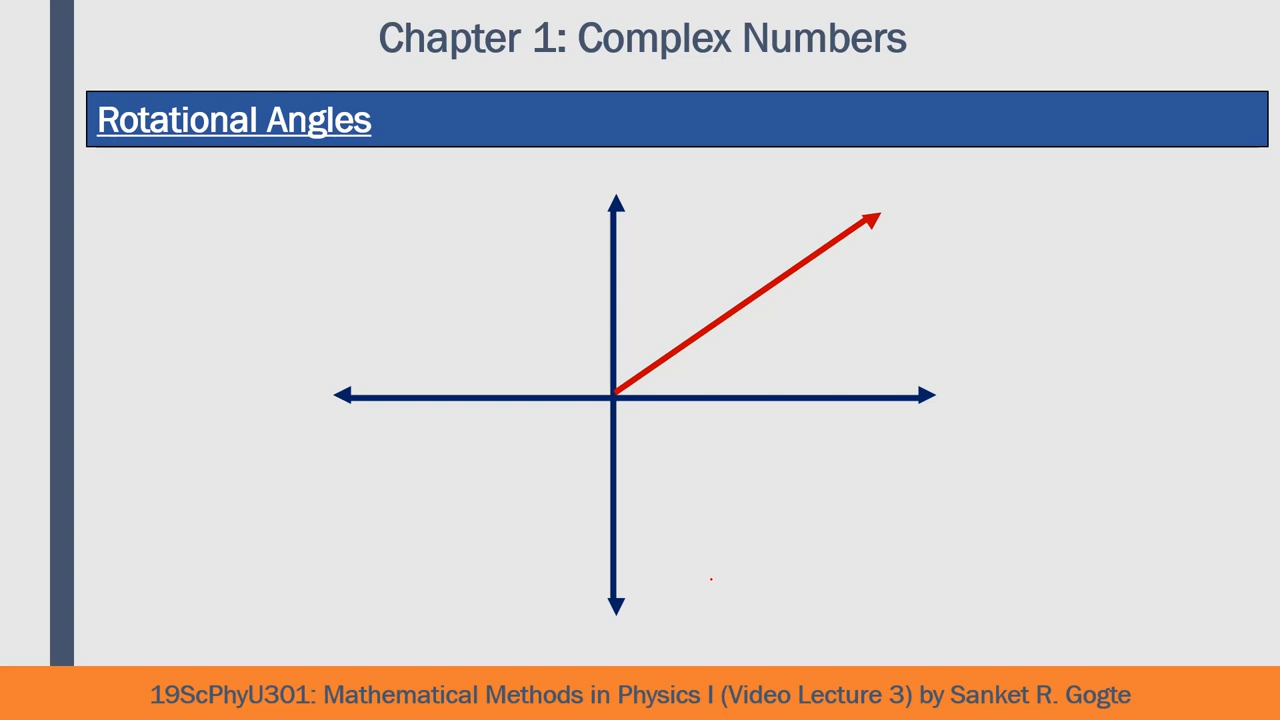 Chapter 1: Complex Numbers
Rotational Angles
19ScPhyU301: Mathematical Methods in Physics I (Video Lecture 3) by Sanket R. Gogte